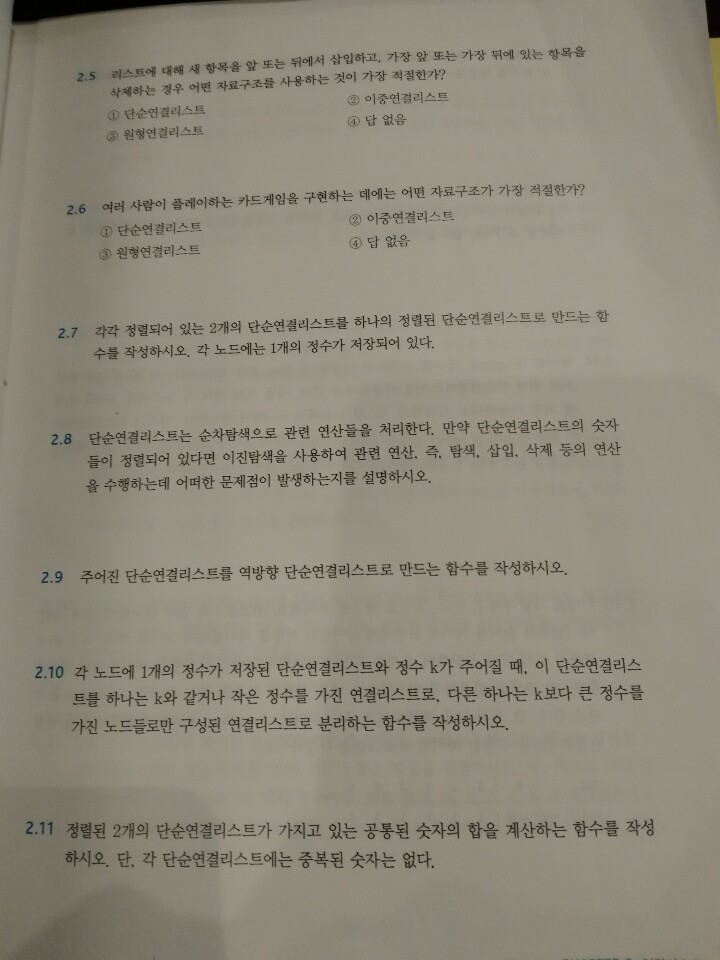 2.5 리스트에 대해 새 항목을 앞 또는 뒤에서 삽입하고, 가장 앞 또는 가장 뒤에 있는 항목을
삭제하는 경우 어떤 자료구조를 사용하는 것이 가장 적절한가?
① 단순연결리스트 ② 이중연결리스트
③ 원형연결리스트 ④ 답 없음
2.6 여러 사람이 플레이하는 카드게임을 구현하는 데에는 어떤 자료구조가 가장 적절한가?
① 단순연결리스트 ② 이중연결리스트
③ 원형연결리스트 ④ 답 없음
2.7 각각 정렬되어 있는 2개의 단순연결리스트를 하나의 정렬된 단순연결리스트로 만드는 함
수를 작성하시오. 각 노드에는 1개의 정수가 저장되어 있다.
2.8 단순연결리스트는 순차탐색으로 관련 연산들을 처리한다. 만약 단순연결리스트의 숫자
들이 정렬되어 있다면 이진탐색을 사용하여 관련 연산, 즉, 탐색, 삽입, 삭제 등의 연산
을 수행하는데 어떠한 문제점이 발생하는지를 설명하시오.
2.9 주어진 단순연결리스트를 역방향 단순연결리스트로 만드는 함수를 작성하시오.
2.10 각 노드에 1개의 정수가 저장된 단순연결리스트와 정수 k가 주어질 때, 이 단순연결리스
트를 하나는 k와 같거나 작은 정수를 가진 연결리스트로, 다른 하나는 k보다 큰 정수를
가진 노드들로만 구성된 연결리스트로 분리하는 함수를 작성하시오.
2.11 정렬된 2개의 단순연결리스트가 가지고 있는 공통된 숫자의 합을 계산하는 함수를 작성
하시오. 단, 각 단순연결리스트에는 중복된 숫자는 없다.